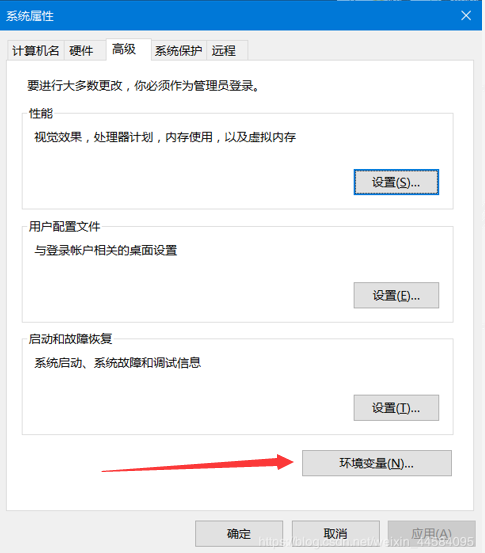 系统属性
计算机名 硬件 高级 系统保护 远程
要进行大多数更改，你必须作为管理员登录。
性能
视觉效果，处理器计划，内存使用，以及虚拟内存
设置(S)...
用户配置文件
与登录帐户相关的桌面设置
设置(E)...
启动和故障恢复
系统启动、系统故障和调试信息
设置(T)...
环境变量(N)...
确定 取消 应用(A)
https://blog.csdn.net/weixin_44584095